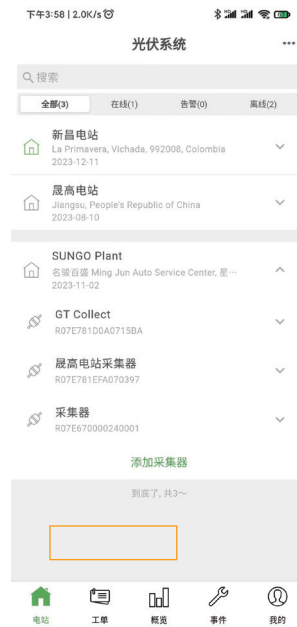 下午3:58 | 2.0K/s
光伏系统
搜索
全部(3) 在线(1) 告警(0) 离线(2)
新昌电站
La Primavera, Vichada, 992008, Colombia
2023-12-11
晟高电站
Jiangsu, People's Republic of China
2023-08-10
SUNGO Plant
名骏百盛 Ming Jun Auto Service Center, 星…
2023-11-02
GT Collect
R07E781D0A0715BA
晟高电站采集器
R07E781EFA070397
采集器
R07E670000240001
添加采集器
到底了, 共3~
电站 工单 概览 事件 我的